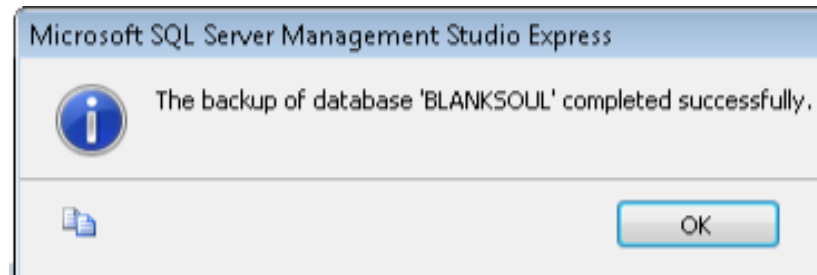 Microsoft SQL Server Management Studio Express
The backup of database 'BLANKSOUL' completed successfully.
OK